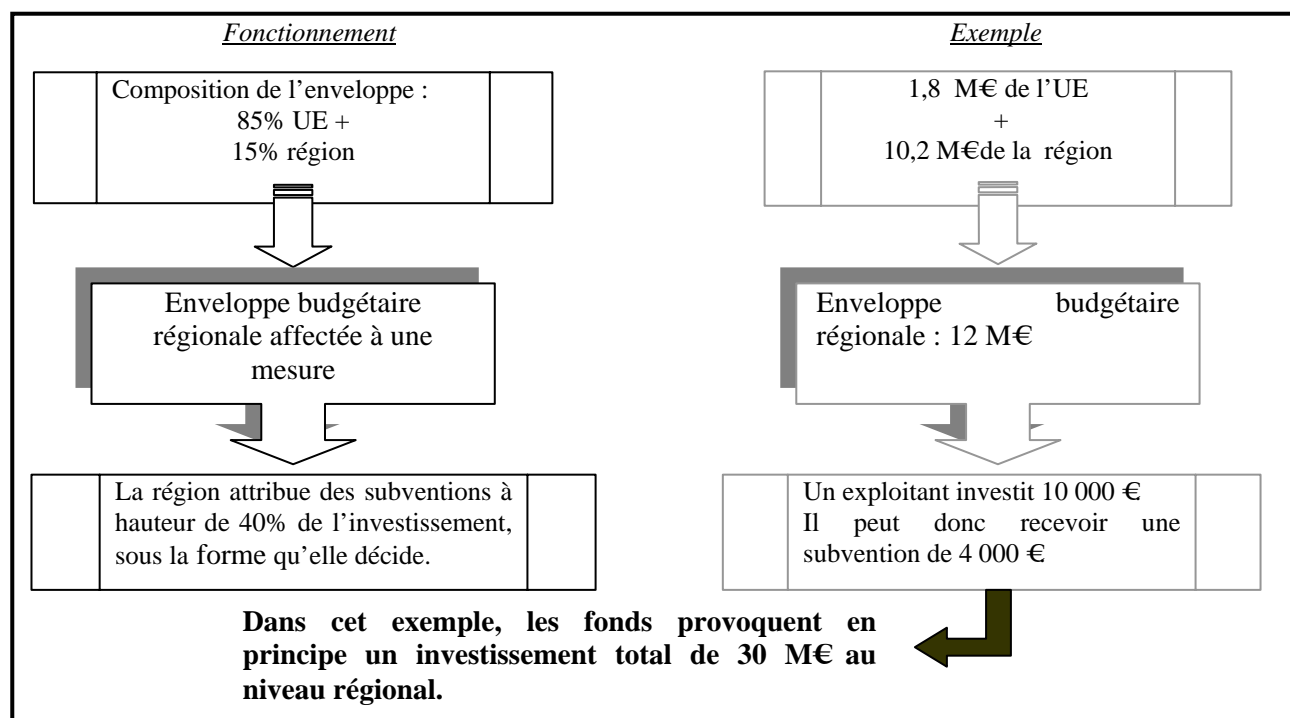 Fonctionnement
Composition de l’enveloppe :
85% UE +
15% région
Enveloppe budgétaire
régionale affectée à une
mesure
La région attribue des subventions à
hauteur de 40% de l’investissement,
sous la forme qu’elle décide.
Exemple
1,8 M€ de l’UE
+
10,2 M€de la région
Enveloppe budgétaire
régionale : 12 M€
Un exploitant investit 10 000 €.
Il peut donc recevoir une
subvention de 4 000 €
Dans cet exemple, les fonds provoquent en
principe un investissement total de 30 M€ au
niveau régional.